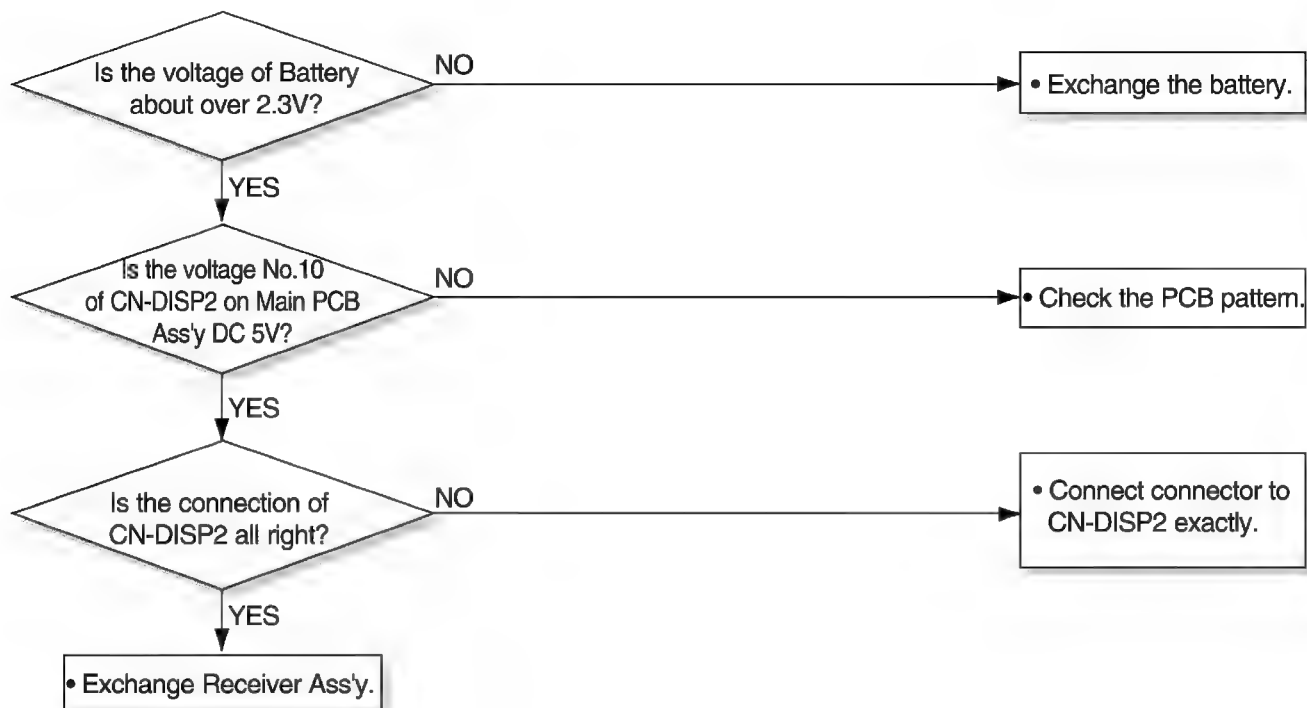 Is the voltage of Battery
about over 2.3V?
NO
• Exchange the battery.
YES
Is the voltage No.10
of CN-DISP2 on Main PCB
Ass'y DC 5V?
NO
• Check the PCB pattern.
YES
Is the connection of
CN-DISP2 all right?
NO
• Connect connector to
CN-DISP2 exactly.
YES
• Exchange Receiver Ass'y.